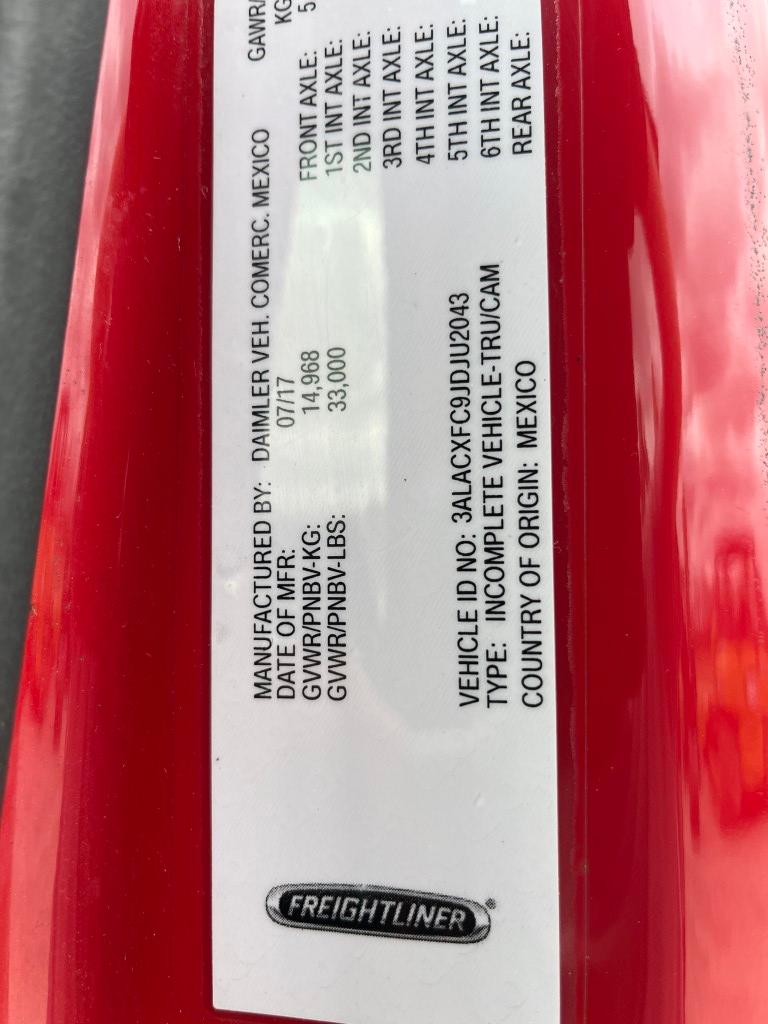 MANUFACTURED BY: DAIMLER VEH. COMERC. MEXICO
DATE OF MFR: 07/17
GVWR/PNBV-KG: 14,968
GVWR/PNBV-LBS: 33,000
GAWR/
KG
5
FRONT AXLE:
1ST INT AXLE:
2ND INT AXLE:
3RD INT AXLE:
4TH INT AXLE:
5TH INT AXLE:
6TH INT AXLE:
REAR AXLE:
VEHICLE ID NO: 3ALACXFC9JDJU2043
TYPE: INCOMPLETE VEHICLE-TRU/CAM
COUNTRY OF ORIGIN: MEXICO
FREIGHTLINER®